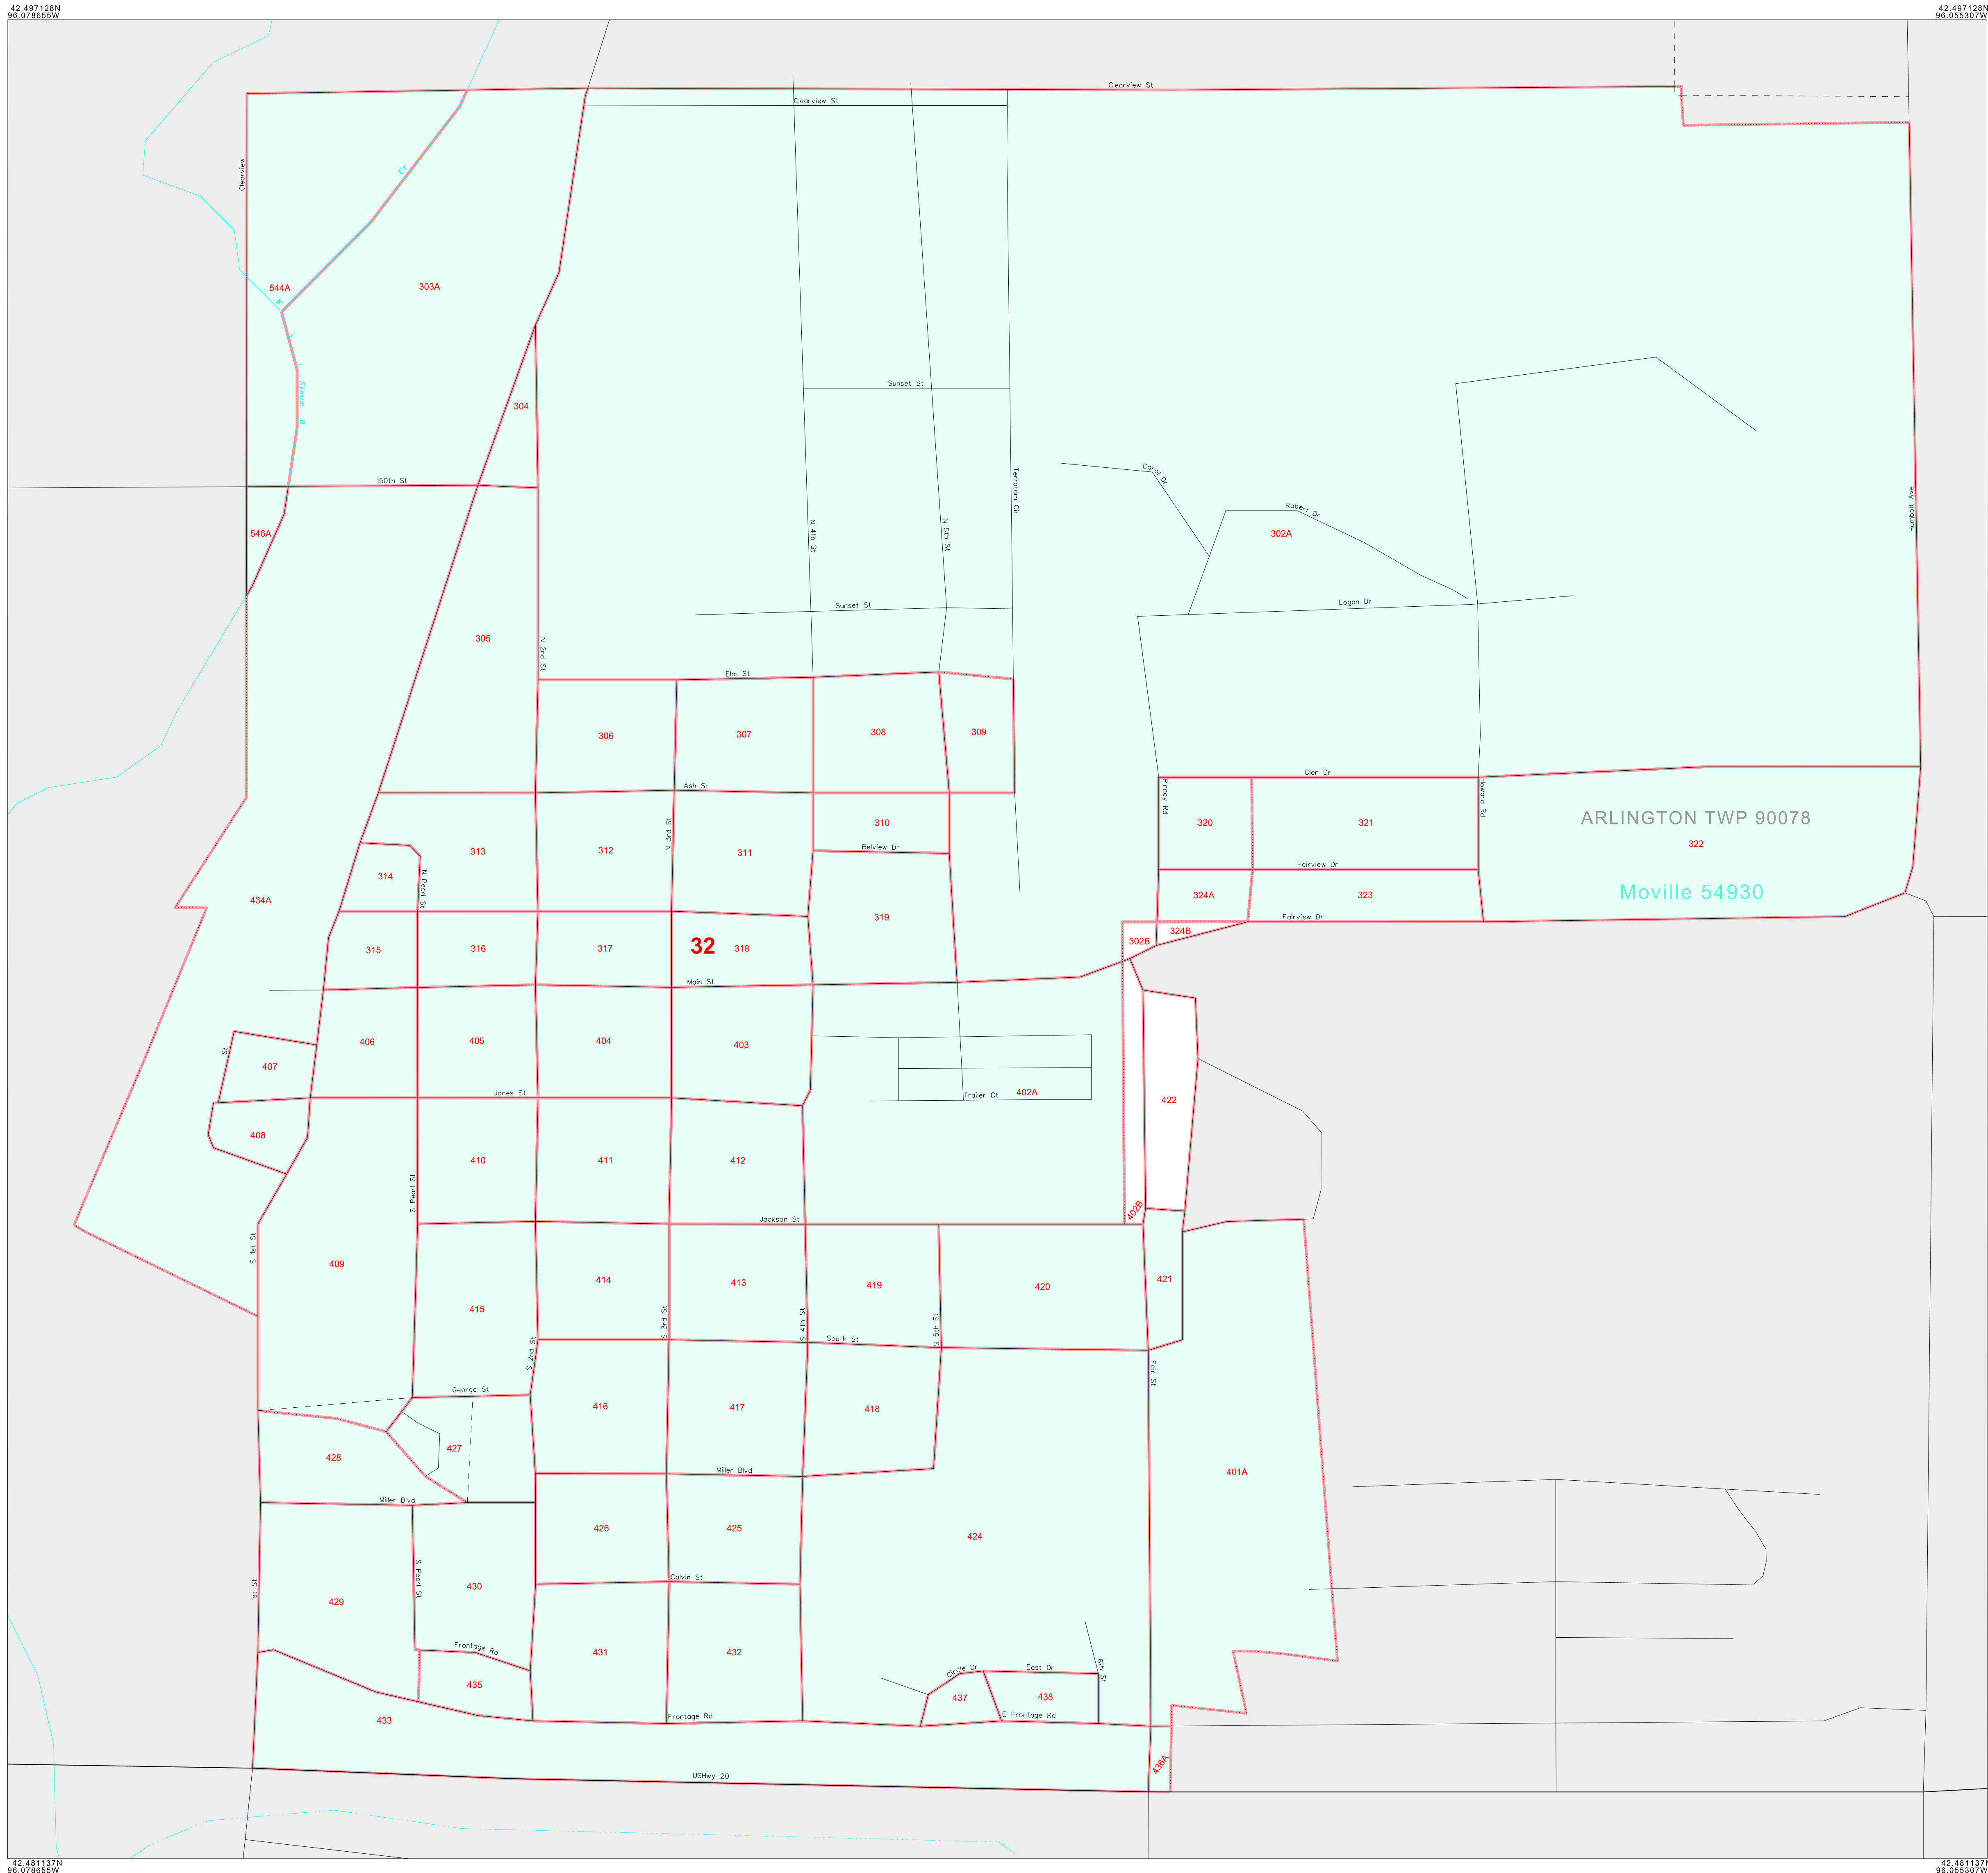 42.497128N
96.078655W
42.497128N
96.055307W
Clearview St
Clearview St
Clearview
Cr
544A
303A
W
Sioux R
304
Sunset St
150th St
Terratam Cir
Carol Dr
Robert Dr
Humbolt Ave
546A
N 4th St
N 5th St
302A
Sunset St
Logan Dr
305
N 2nd St
Elm St
306
307
308
309
Glen Dr
Ash St
Pinney Rd
Howard Rd
ARLINGTON TWP 90078
310
320
321
322
N 3rd St
Belview Dr
313
312
311
Fairview Dr
314
N Pearl St
Moville 54930
434A
324A
323
319
Fairview Dr
324B
315
316
317
32
318
302B
Main St
406
405
404
403
St
407
Jones St
Trailer Ct
402A
422
408
410
411
412
S Pearl St
402B
Jackson St
S 1st St
409
414
413
419
420
421
415
S 3rd St
S 4th St
S 5th St
South St
S 2nd St
Fair St
George St
416
417
418
427
428
Miller Blvd
401A
Miller Blvd
426
425
424
Calvin St
S Pearl St
1st St
430
429
Frontage Rd
431
432
Circle Dr
East Dr
6th St
435
437
438
433
Frontage Rd
E Frontage Rd
436A
USHwy 20
42.481137N
96.078655W
42.481137N
96.055307W